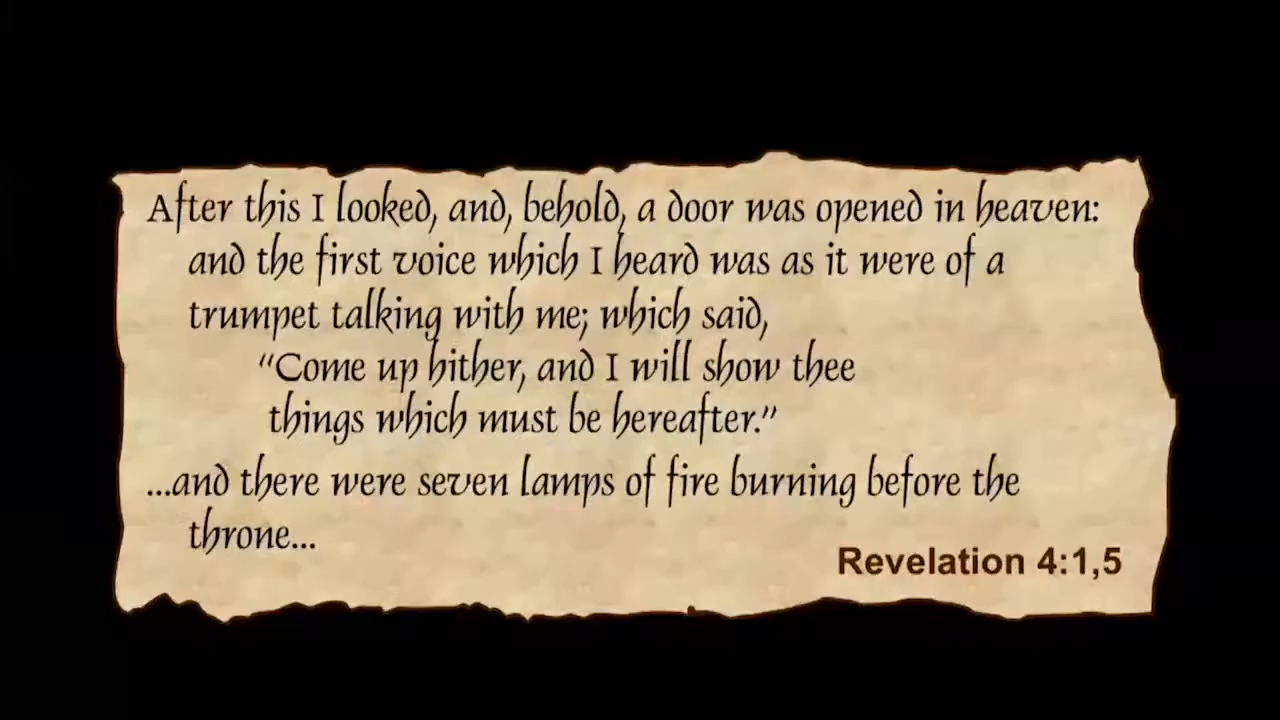 After this I looked, and, behold, a door was opened in heaven:
and the first voice which I heard was as it were of a
trumpet talking with me; which said,
“Come up hither, and I will show thee
things which must be hereafter.”
...and there were seven lamps of fire burning before the
throne...
Revelation 4:1,5